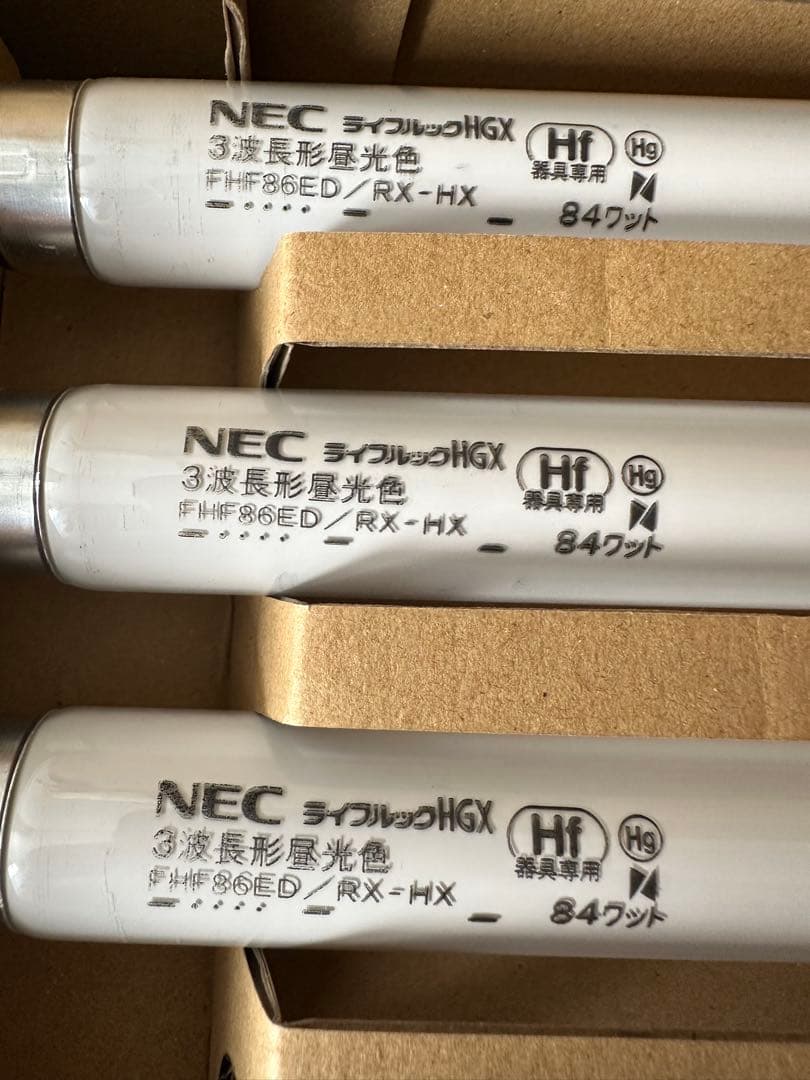 NEC ライフルックHGX
3波長形昼光色
FHF86ED/RX-HX
Hf
器具専用
Hg
84ワット
NEC ライフルックHGX
3波長形昼光色
FHF86ED/RX-HX
Hf
器具専用
Hg
84ワット
NEC ライフルックHGX
3波長形昼光色
FHF86ED/RX-HX
Hf
器具専用
Hg
84ワット